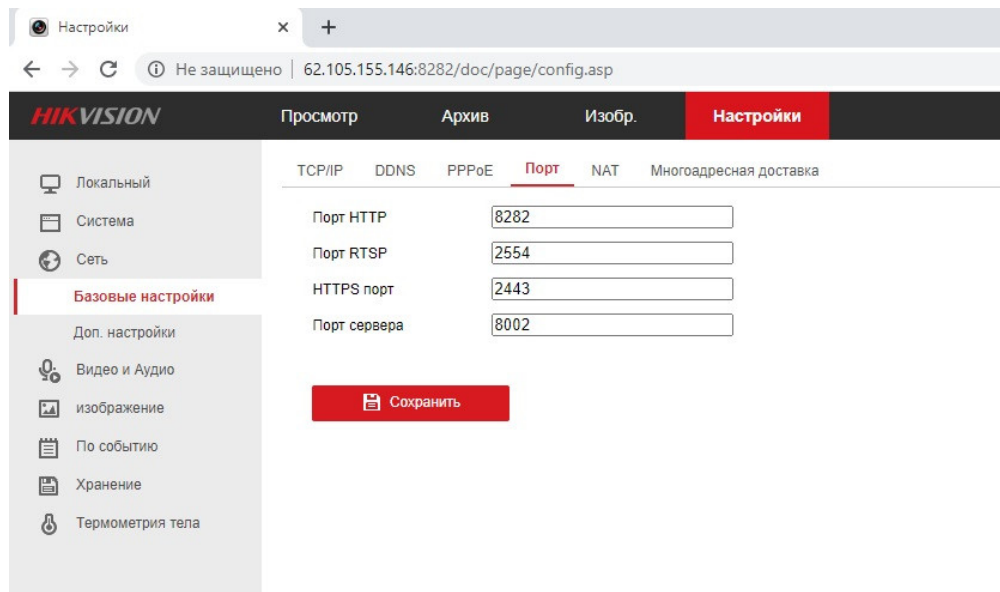 Настройки
Не защищено 62.105.155.146:8282/doc/page/config.asp
HIKVISION Просмотр Архив Изобр. Настройки
TCP/IP DDNS PPPoE Порт NAT Многоадресная доставка
Локальный
Система
Сеть
Базовые настройки
Доп. настройки
Видео и Аудио
изображение
По событию
Хранение
Термометрия тела
Порт HTTP 8282
Порт RTSP 2554
HTTPS порт 2443
Порт сервера 8002
Сохранить